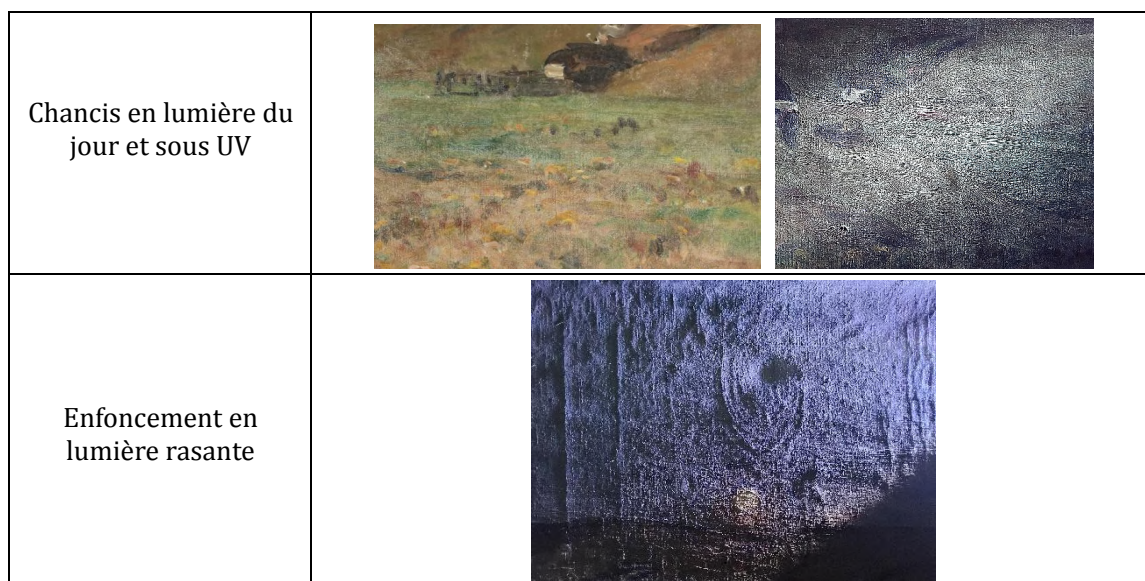 Chancis en lumière du
jour et sous UV
Enfoncement en
lumière rasante